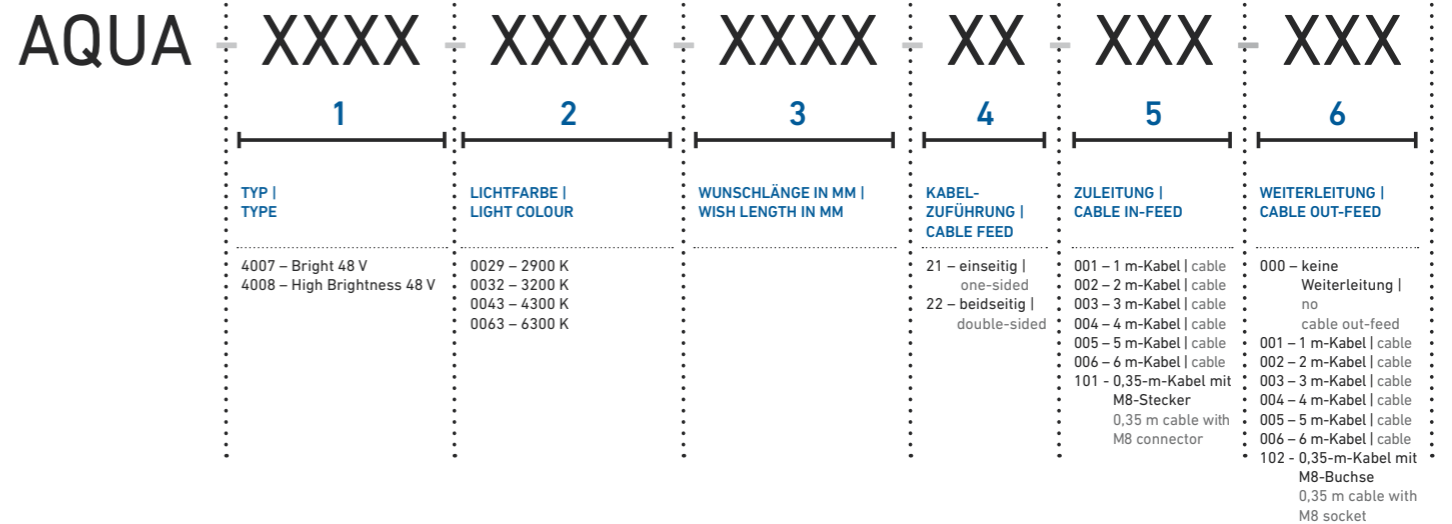 AQUA - XXXX - XXXX - XXXX - XX - XXX - XXX
1
2
3
4
5
6
TYP |
TYPE
4007 – Bright 48 V
4008 – High Brightness 48 V
LICHTFARBE |
LIGHT COLOUR
0029 – 2900 K
0032 – 3200 K
0043 – 4300 K
0063 – 6300 K
WUNSCHLÄNGE IN MM |
WISH LENGTH IN MM
KABEL-
ZUFÜHRUNG |
CABLE FEED
21 – einseitig |
one-sided
22 – beidseitig |
double-sided
ZULEITUNG |
CABLE IN-FEED
001 – 1 m-Kabel | cable
002 – 2 m-Kabel | cable
003 – 3 m-Kabel | cable
004 – 4 m-Kabel | cable
005 – 5 m-Kabel | cable
006 – 6 m-Kabel | cable
101 - 0,35-m-Kabel mit
M8-Stecker
0,35 m cable with
M8 connector
WEITERLEITUNG |
CABLE OUT-FEED
000 – keine
Weiterleitung |
no
cable out-feed
001 – 1 m-Kabel | cable
002 – 2 m-Kabel | cable
003 – 3 m-Kabel | cable
004 – 4 m-Kabel | cable
005 – 5 m-Kabel | cable
006 – 6 m-Kabel | cable
102 - 0,35-m-Kabel mit
M8-Buchse
0,35 m cable with
M8 socket